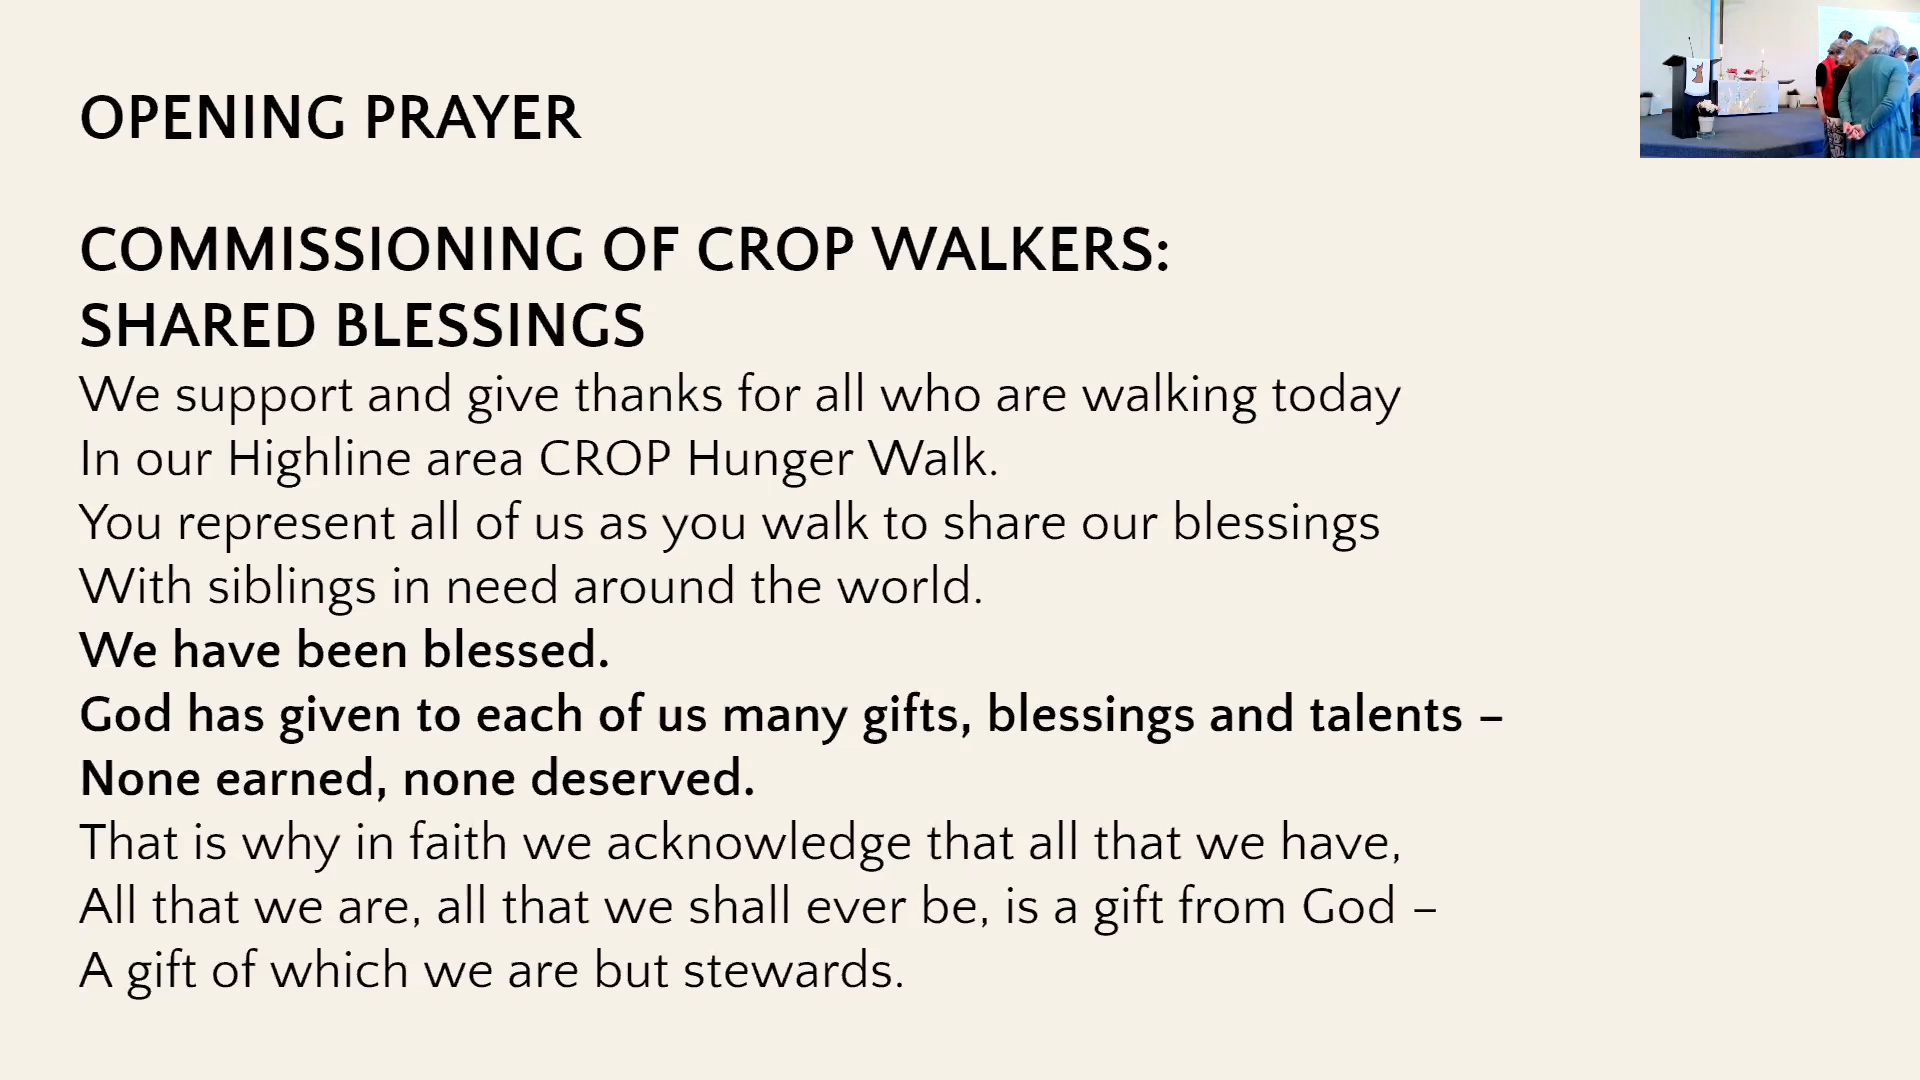 OPENING PRAYER
COMMISSIONING OF CROP WALKERS:
SHARED BLESSINGS
We support and give thanks for all who are walking today
In our Highline area CROP Hunger Walk.
You represent all of us as you walk to share our blessings
With siblings in need around the world.
We have been blessed.
God has given to each of us many gifts, blessings and talents –
None earned, none deserved.
That is why in faith we acknowledge that all that we have,
All that we are, all that we shall ever be, is a gift from God –
A gift of which we are but stewards.